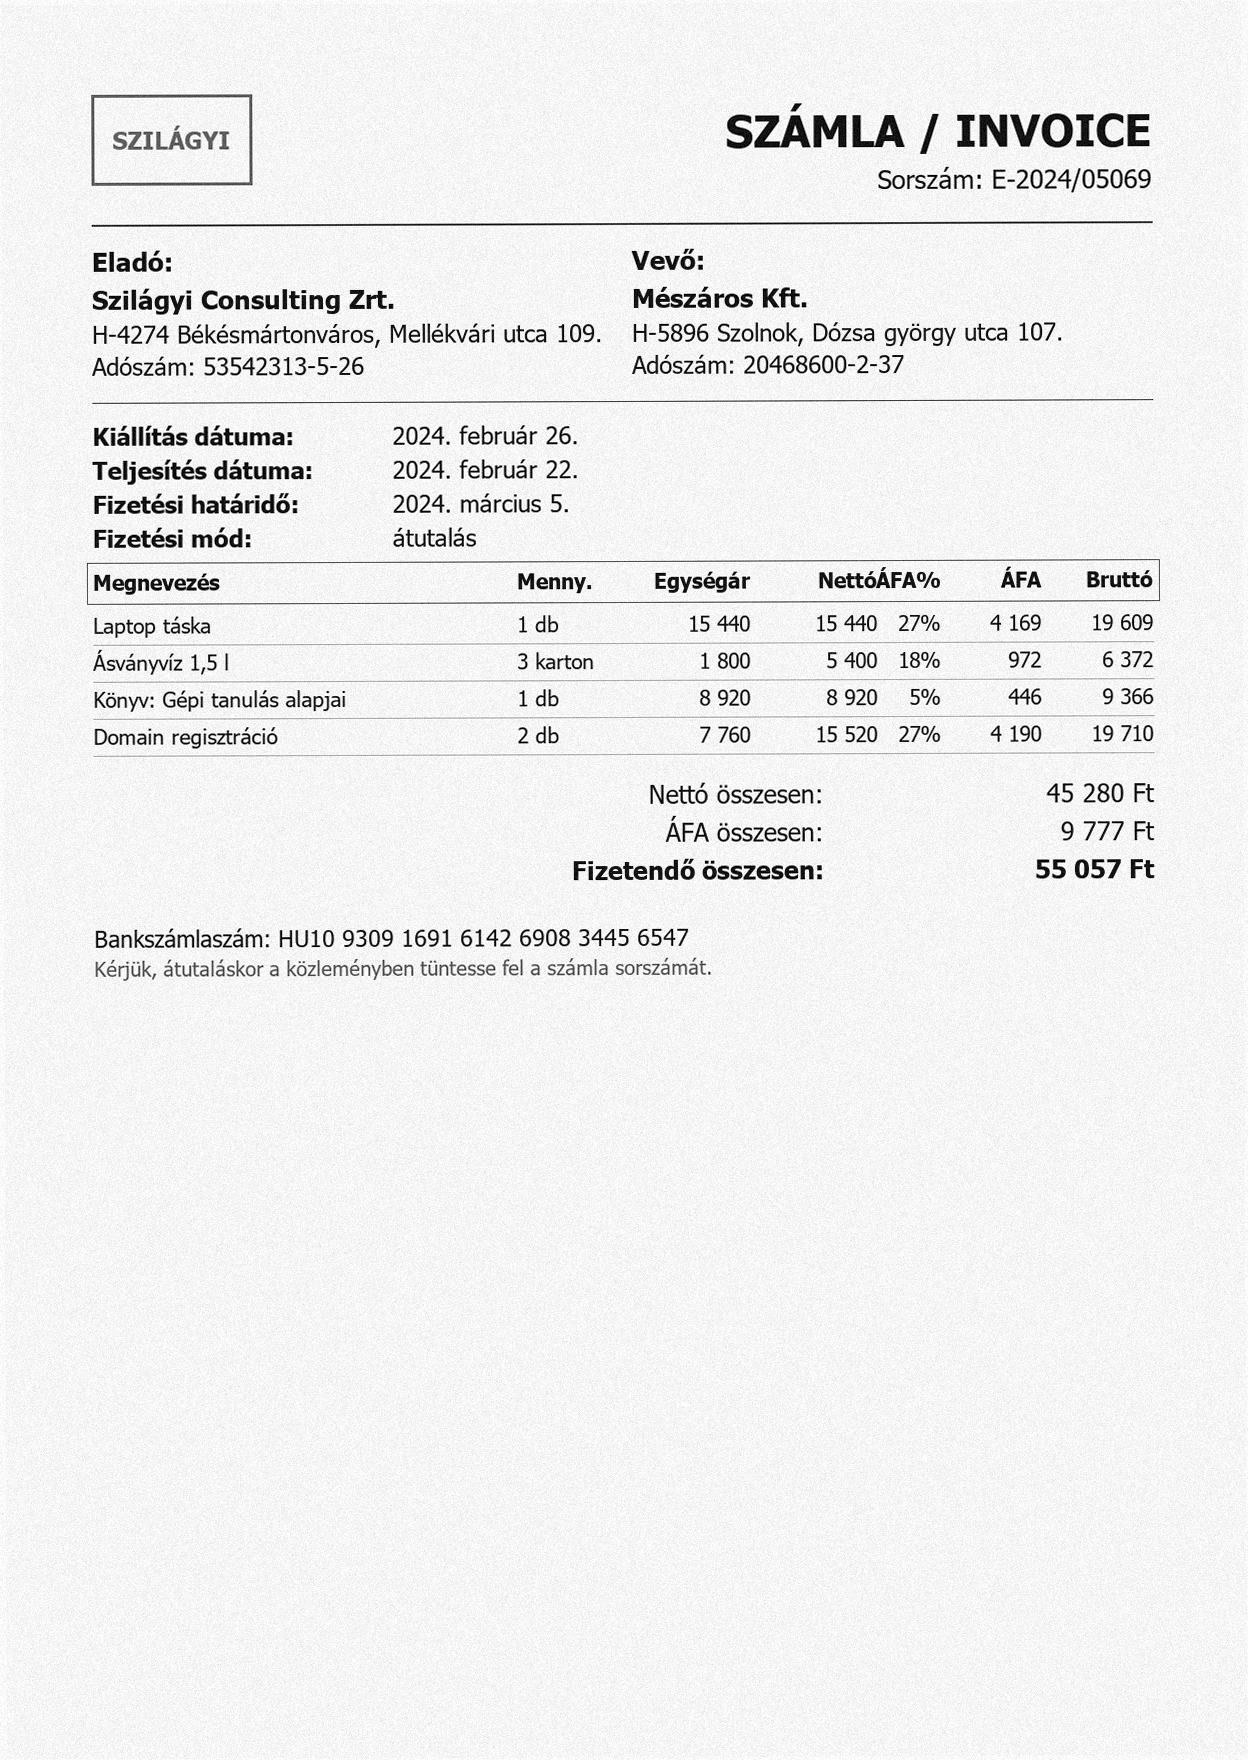 SZILÁGYI
SZÁMLA / INVOICE
Sorszám: E-2024/05069
Eladó:
Szilágyi Consulting Zrt.
H-4274 Békésmártonváros, Mellékvári utca 109.
Adószám: 53542313-5-26
Vevő:
Mészáros Kft.
H-5896 Szolnok, Dózsa györgy utca 107.
Adószám: 20468600-2-37
Kiállítás dátuma: 2024. február 26.
Teljesítés dátuma: 2024. február 22.
Fizetési határidő: 2024. március 5.
Fizetési mód: átutalás
Megnevezés Menny. Egységár Nettó ÁFA% ÁFA Bruttó
Laptop táska 1 db 15 440 15 440 27% 4 169 19 609
Ásványvíz 1,5 l 3 karton 1 800 5 400 18% 972 6 372
Könyv: Gépi tanulás alapjai 1 db 8 920 8 920 5% 446 9 366
Domain regisztráció 2 db 7 760 15 520 27% 4 190 19 710
Nettó összesen: 45 280 Ft
ÁFA összesen: 9 777 Ft
Fizetendő összesen: 55 057 Ft
Bankszámlaszám: HU10 9309 1691 6142 6908 3445 6547
Kérjük, átutaláskor a közleményben tüntesse fel a számla sorszámát.